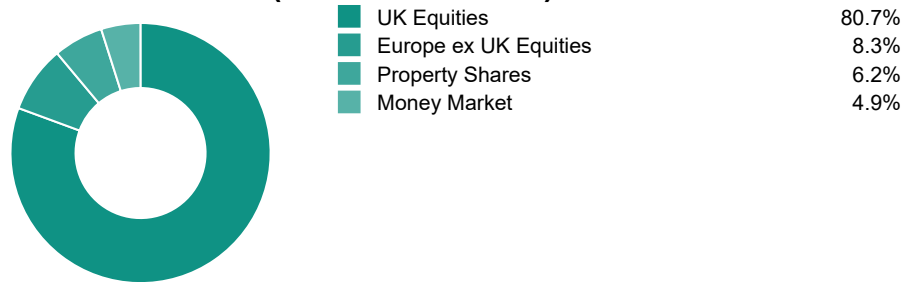 UK Equities 80.7%
Europe ex UK Equities 8.3%
Property Shares 6.2%
Money Market 4.9%